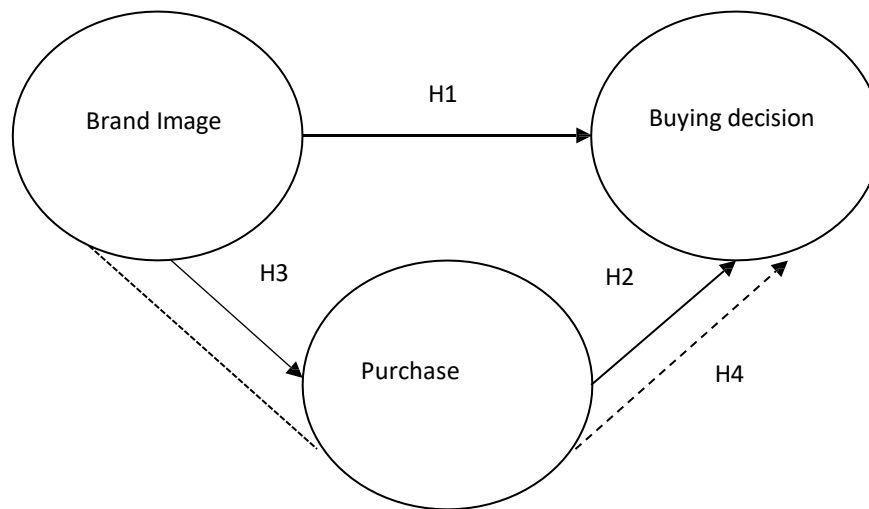 H1
Brand Image
Buying decision
H3
H2
Purchase
H4